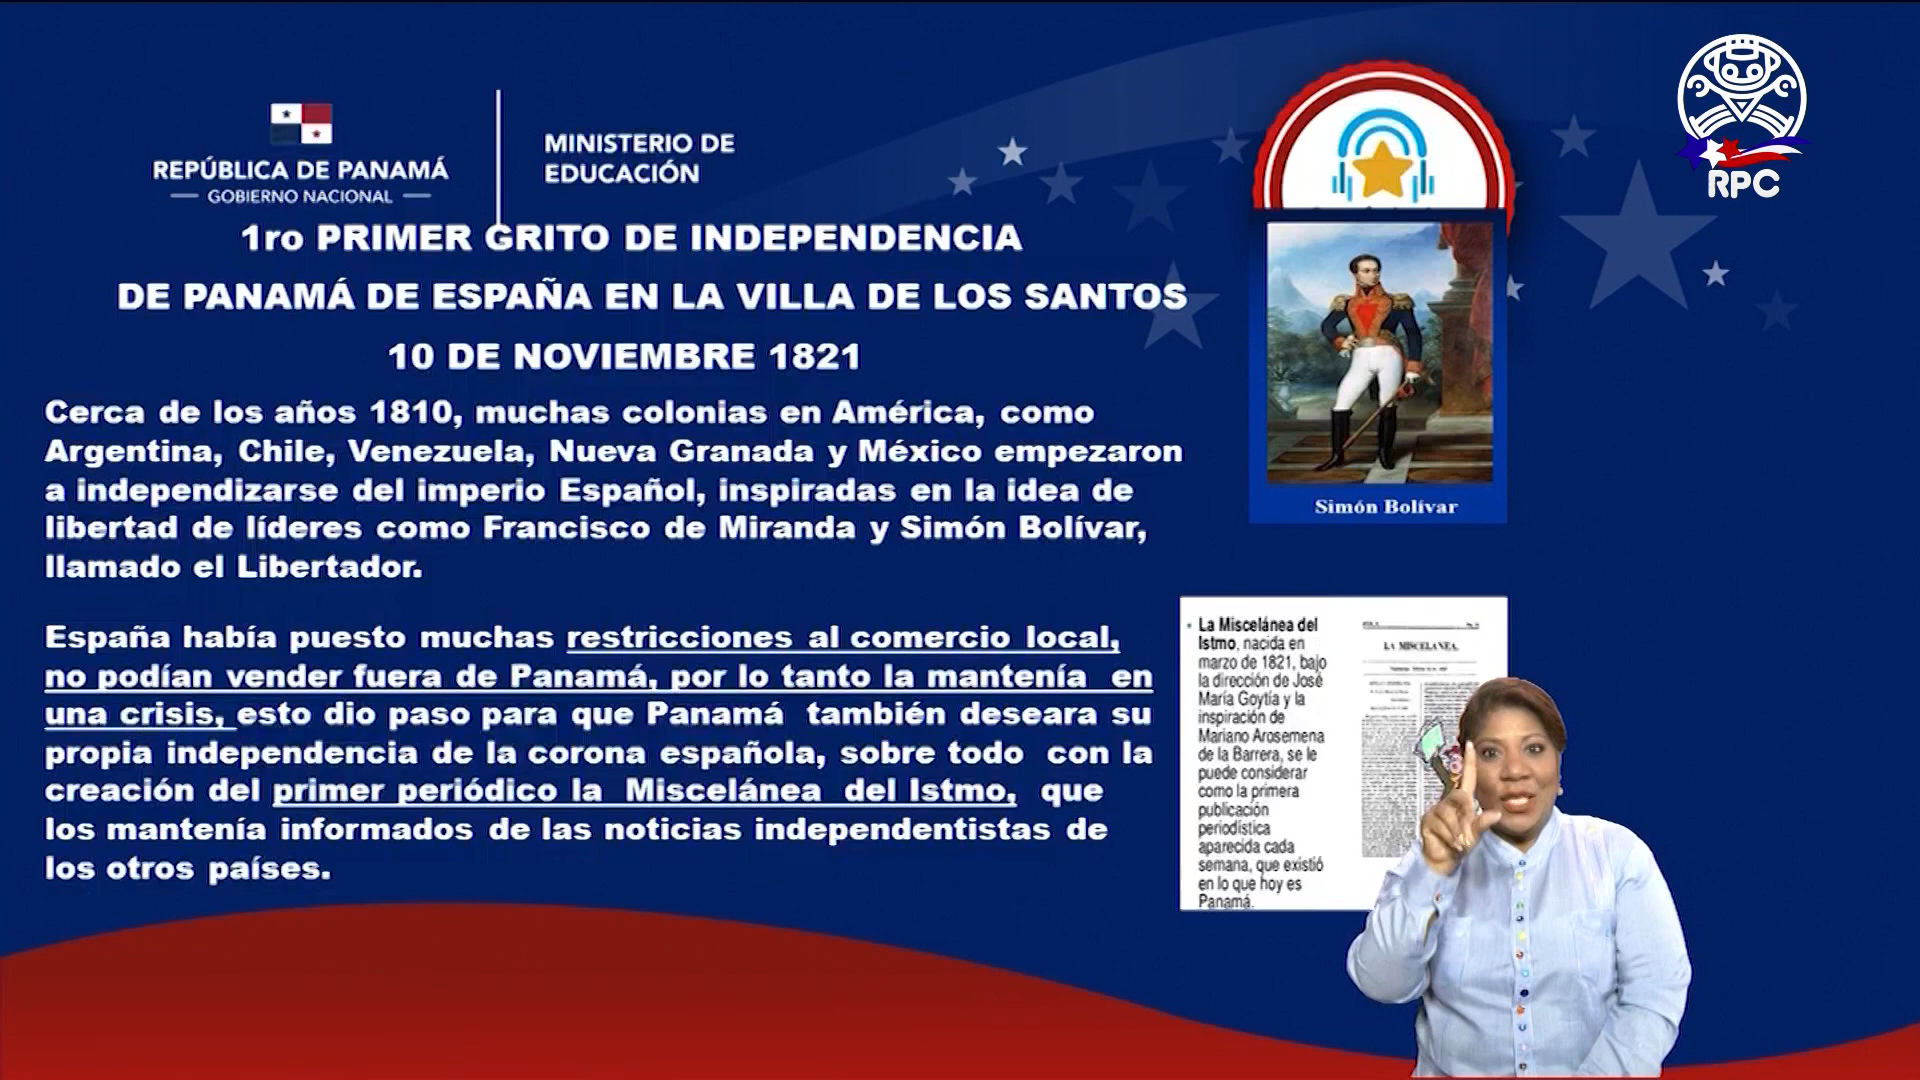 RPC
REPÚBLICA DE PANAMÁ
GOBIERNO NACIONAL
MINISTERIO DE
EDUCACIÓN
1ro PRIMER GRITO DE INDEPENDENCIA
DE PANAMÁ DE ESPAÑA EN LA VILLA DE LOS SANTOS
10 DE NOVIEMBRE 1821
Cerca de los años 1810, muchas colonias en América, como
Argentina, Chile, Venezuela, Nueva Granada y México empezaron
a independizarse del imperio Español, inspiradas en la idea de
libertad de líderes como Francisco de Miranda y Simón Bolívar,
llamado el Libertador.
España había puesto muchas restricciones al comercio local,
no podían vender fuera de Panamá, por lo tanto la mantenía en
una crisis, esto dio paso para que Panamá también deseara su
propia independencia de la corona española, sobre todo con la
creación del primer periódico la Miscelánea del Istmo, que
los mantenía informados de las noticias independentistas de
los otros países.
Simón Bolívar
• La Miscelánea del
Istmo, nacida en
marzo de 1821, bajo
la dirección de José
María Goytía y la
inspiración de
Mariano Arosemena
de la Barrera, se le
puede considerar
como la primera
publicación
periodística
aparecida cada
semana, que existió
en lo que hoy es
Panamá.
LA MISCELANEA.